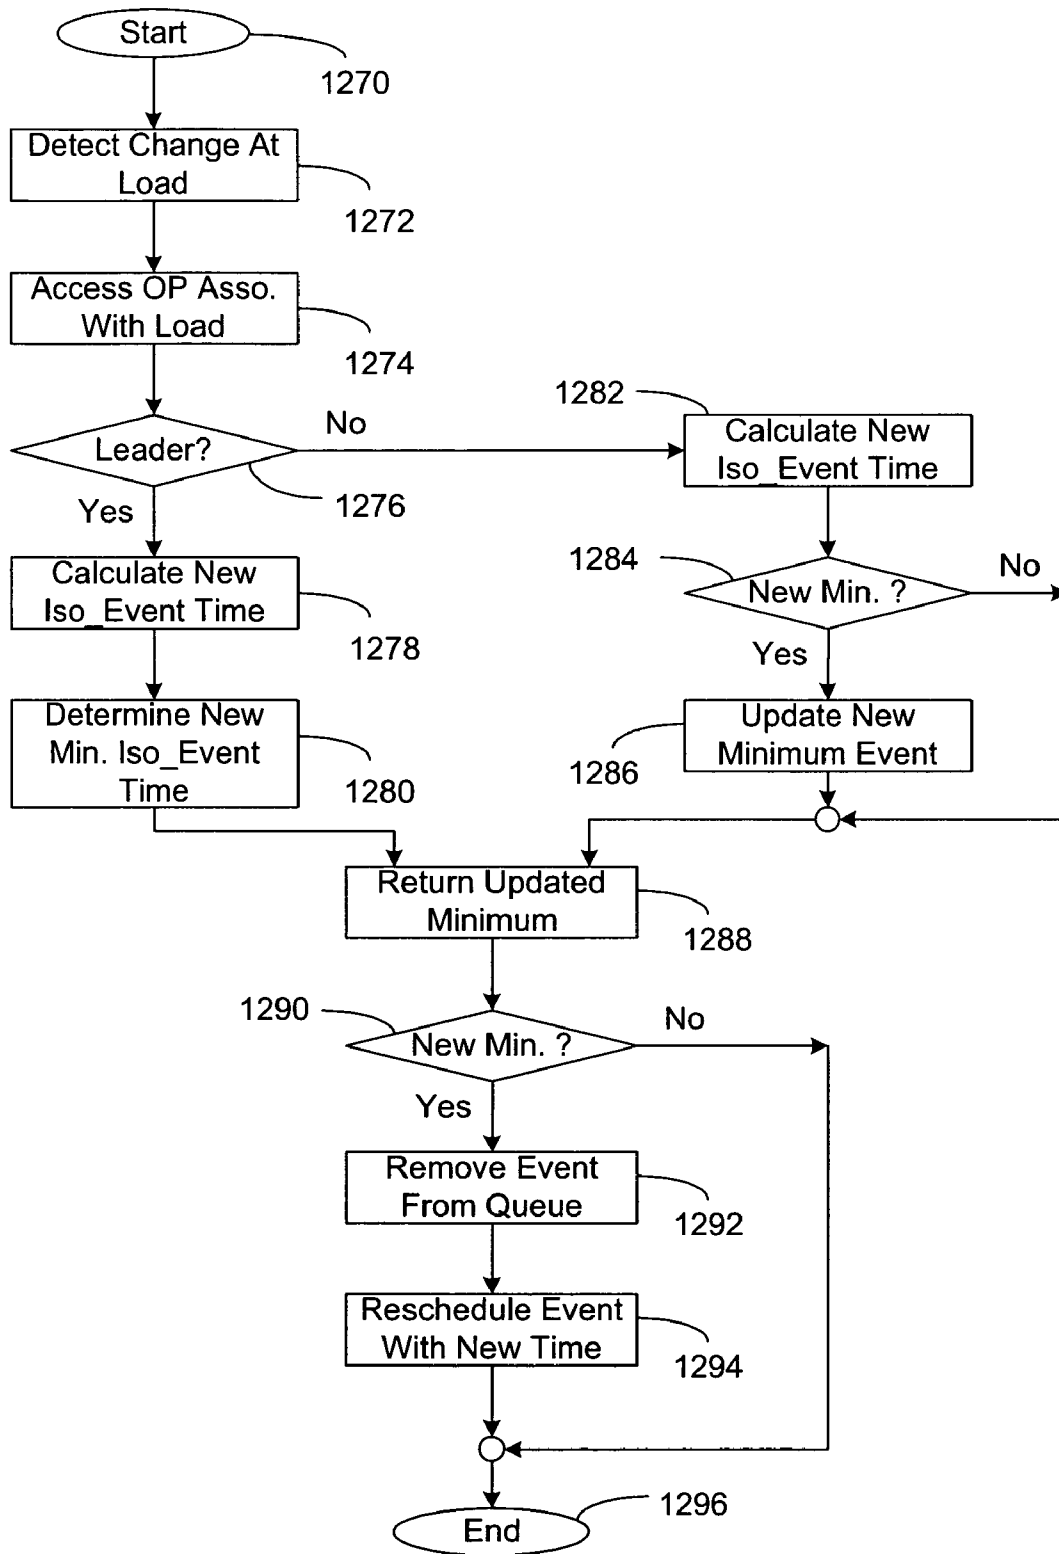 Start
1270
Detect Change At
Load
1272
Access OP Asso.
With Load
1274
Leader?
No
1276
Yes
Calculate New
Iso_Event Time
1278
Determine New
Min. Iso_Event
Time
1280
1282
Calculate New
Iso_Event Time
1284
New Min. ?
No
Yes
Update New
Minimum Event
1286
Return Updated
Minimum
1288
1290
New Min. ?
No
Yes
Remove Event
From Queue
1292
Reschedule Event
With New Time
1294
End
1296